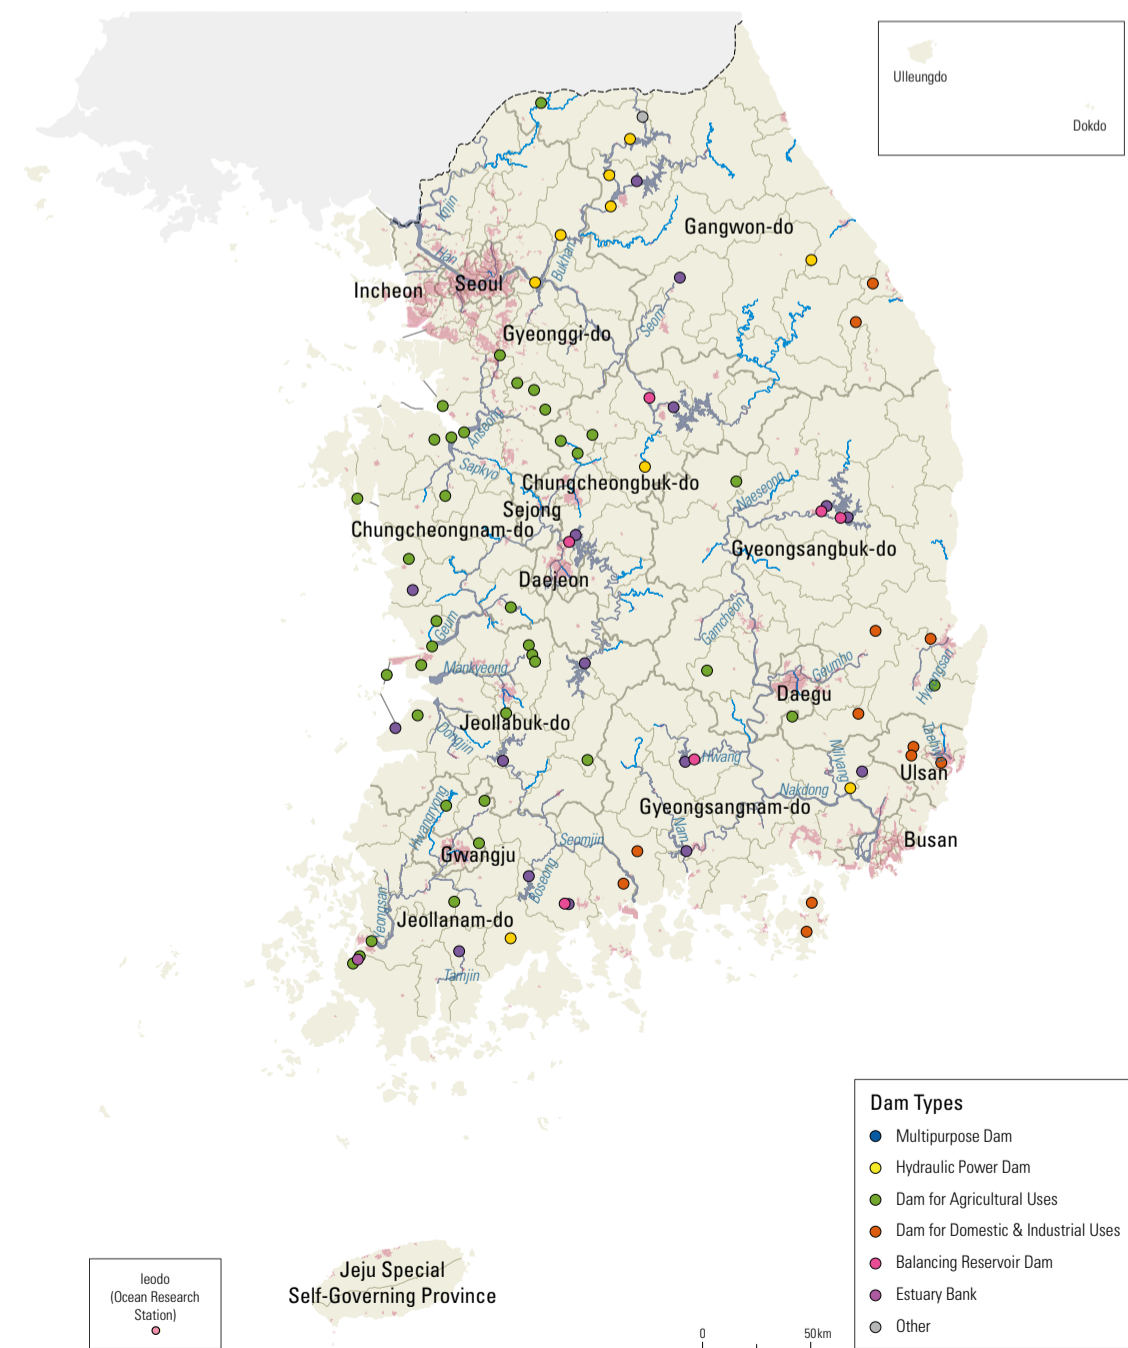 Ulleungdo
Dokdo
Imjin
Han
Bukhan
Gangwon-do
Incheon
Seoul
Seom
Gyeonggi-do
Anseong
Sapkyo
Chungcheongbuk-do
Naeseong
Sejong
Chungcheongnam-do
Gyeongsangbuk-do
Daejeon
Geum
Gamcheon
Mankyeong
Geumho
Hyeongsan
Daegu
Jeollabuk-do
Dongjin
Hwang
Milyang
Taehwa
Ulsan
Nakdong
Gyeongsangnam-do
Hwangryong
Nam
Seomjin
Busan
Gwangju
Boseong
Yeongsan
Jeollanam-do
Tamjin
Dam Types
Multipurpose Dam
Hydraulic Power Dam
Dam for Agricultural Uses
Dam for Domestic & Industrial Uses
Balancing Reservoir Dam
Estuary Bank
Other
Ieodo
(Ocean Research
Station)
Jeju Special
Self-Governing Province
0 50km